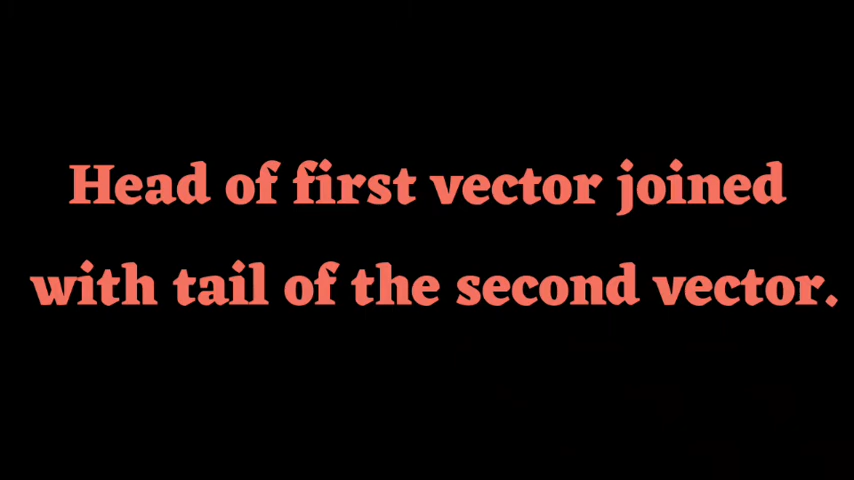 Head of first vector joined
with tail of the second vector.